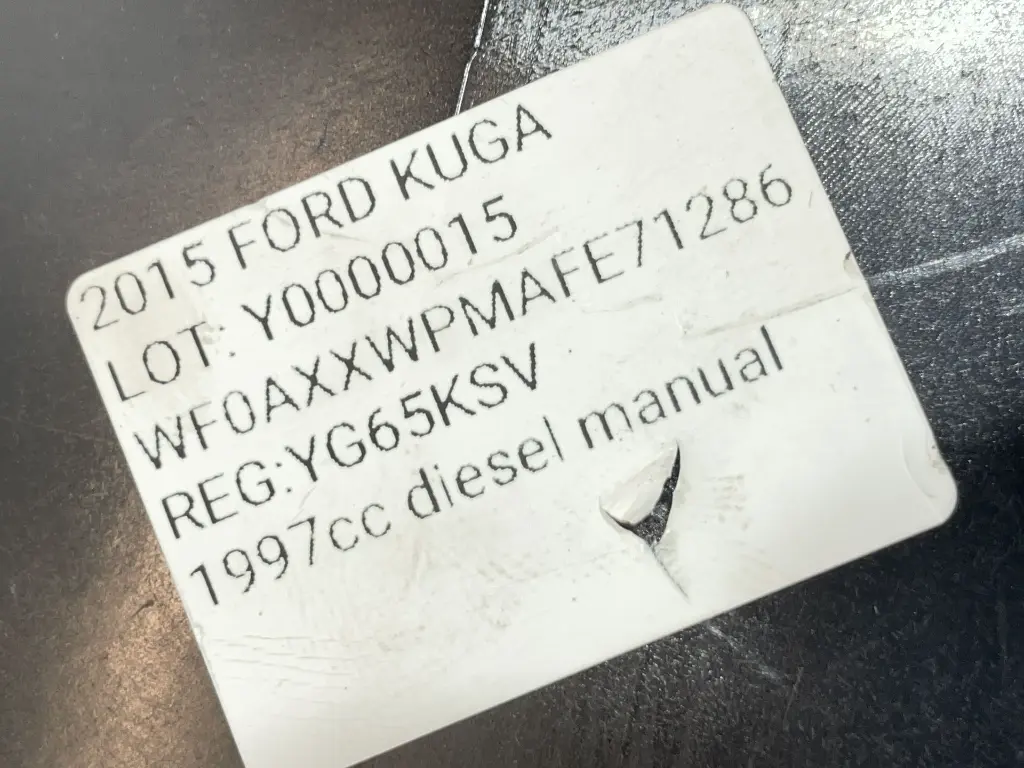 2015 FORD KUGA
LOT: Y0000015
WF0AXXWPMAFE71286
REG:YG65KSV
1997cc diesel manual